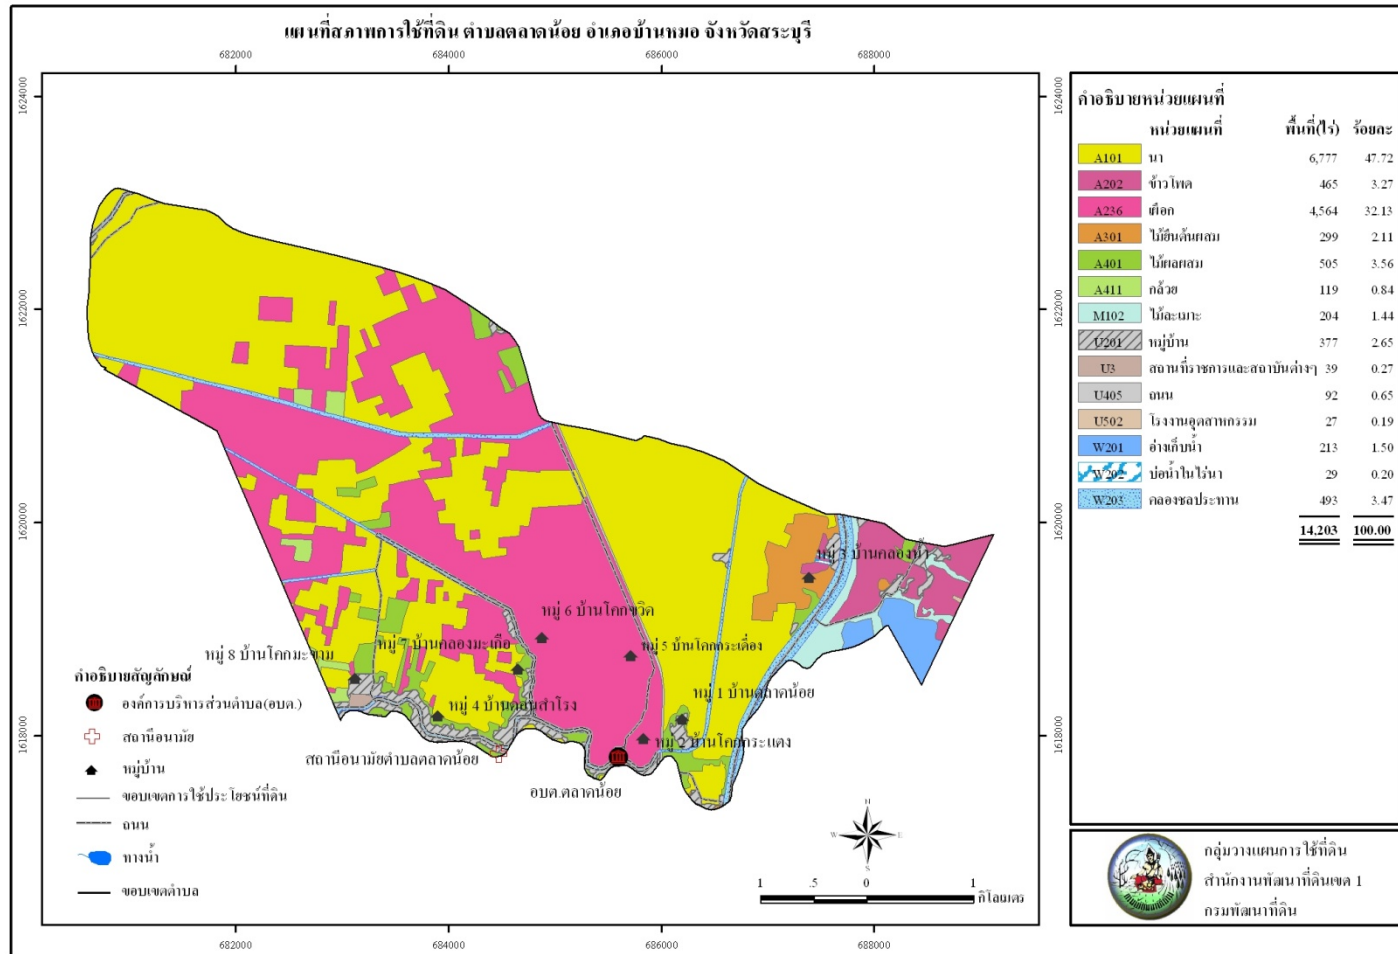 แผนที่สภาพการใช้ที่ดิน ตำบลตลาดน้อย อำเภอบ้านหมอ จังหวัดสระบุรี
682000 684000 686000 688000
1624000 1624000
1622000 1622000
1620000 1620000
1618000 1618000
หมู่ 3 บ้านคลองห้า
หมู่ 6 บ้านโคกขวิด
หมู่ 7 บ้านคลองมะเกลือ
หมู่ 5 บ้านโคกกระเดื่อง
หมู่ 8 บ้านโคกมะขาม
หมู่ 1 บ้านตลาดน้อย
หมู่ 4 บ้านดอนสำโรง
หมู่ 2 บ้านโคกกระแดง
สถานีอนามัยตำบลตลาดน้อย
อบต.ตลาดน้อย
คำอธิบายสัญลักษณ์
องค์การบริหารส่วนตำบล(อบต.)
สถานีอนามัย
หมู่บ้าน
ขอบเขตการใช้ประโยชน์ที่ดิน
ถนน
ทางน้ำ
ขอบเขตตำบล
N
W E
S
1 .5 0 1
กิโลเมตร
682000 684000 686000 688000
คำอธิบายหน่วยแผนที่
หน่วยแผนที่ พื้นที่(ไร่) ร้อยละ
A101 นา 6,777 47.72
A202 ข้าวโพด 465 3.27
A236 เผือก 4,564 32.13
A301 ไม้ยืนต้นผสม 299 2.11
A401 ไม้ผลผสม 505 3.56
A411 กล้วย 119 0.84
M102 ไม้ละเมาะ 204 1.44
U201 หมู่บ้าน 377 2.65
U3 สถานที่ราชการและสถาบันต่างๆ 39 0.27
U405 ถนน 92 0.65
U502 โรงงานอุตสาหกรรม 27 0.19
W201 อ่างเก็บน้ำ 213 1.50
W202 บ่อน้ำในไร่นา 29 0.20
W203 คลองชลประทาน 493 3.47
14,203 100.00
กลุ่มวางแผนการใช้ที่ดิน
สำนักงานพัฒนาที่ดินเขต 1
กรมพัฒนาที่ดิน